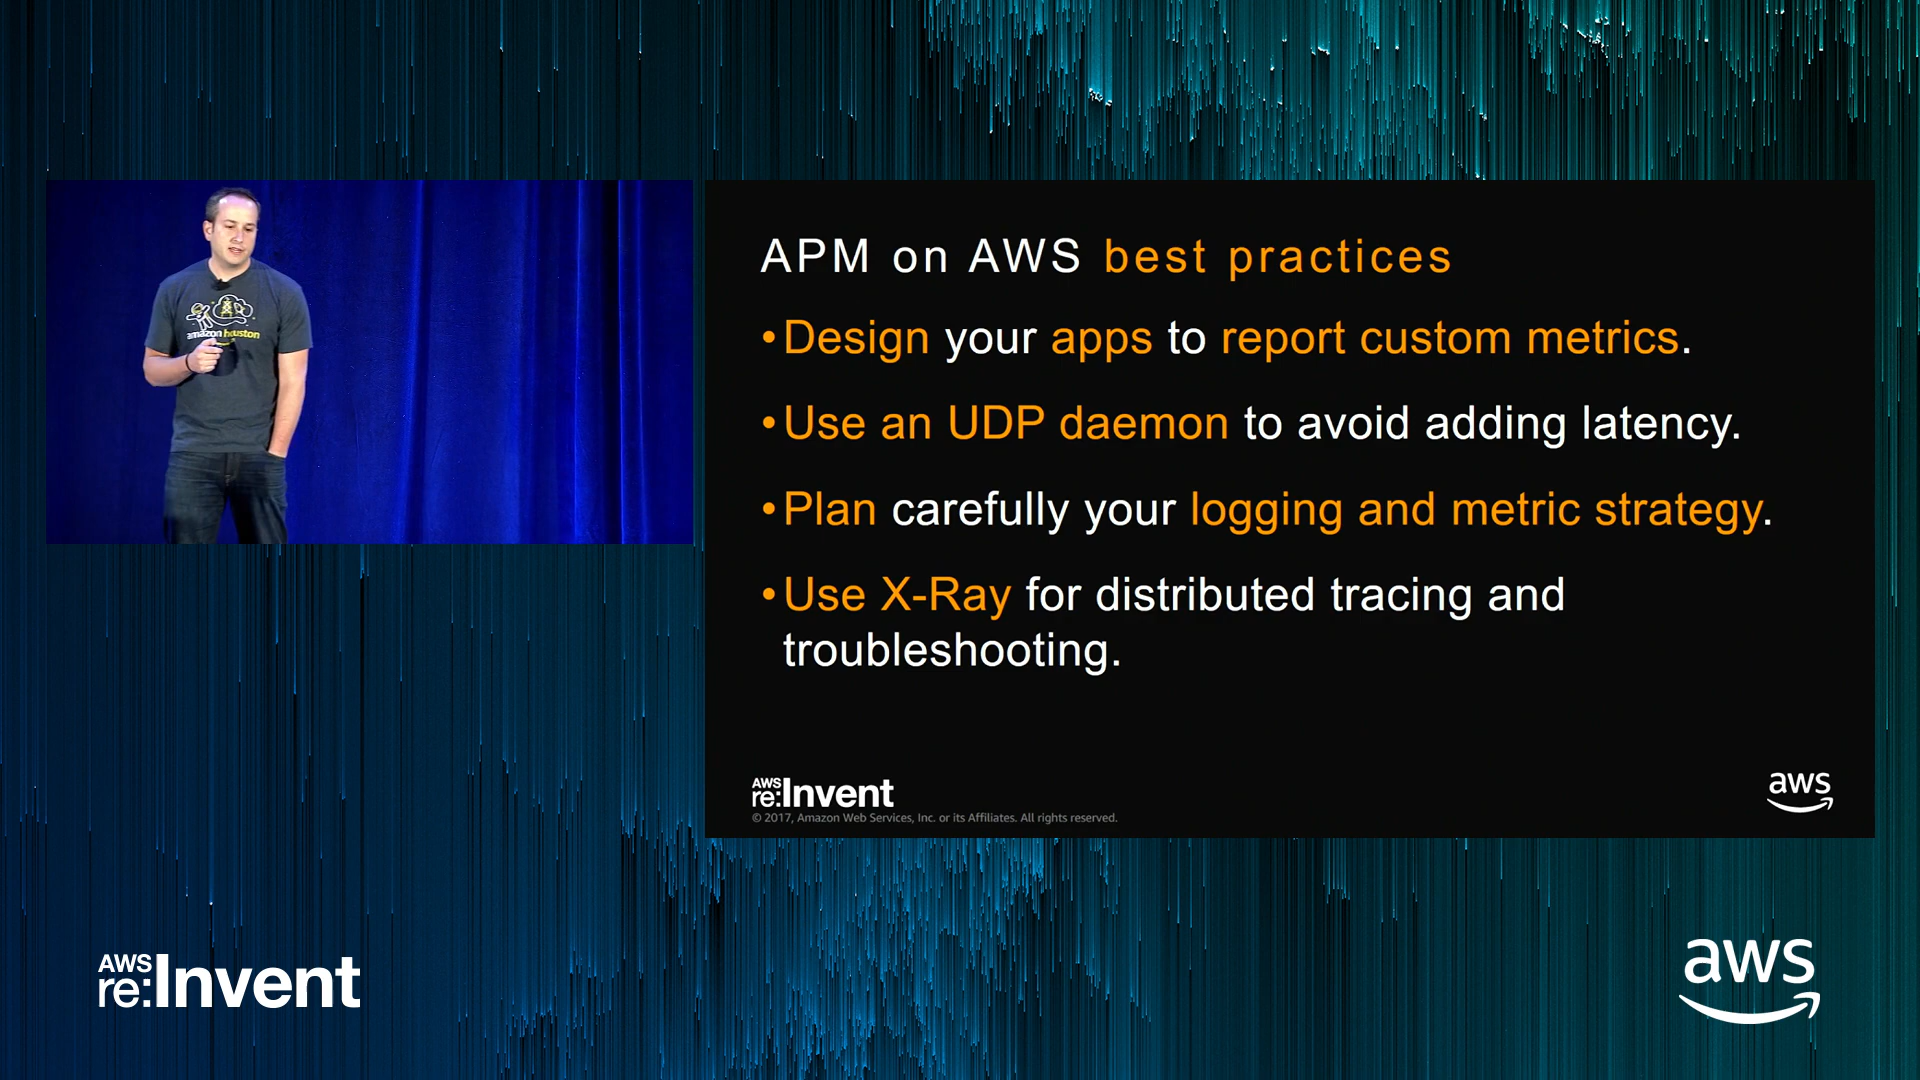 amazon houston
APM on AWS best practices
•Design your apps to report custom metrics.
•Use an UDP daemon to avoid adding latency.
•Plan carefully your logging and metric strategy.
•Use X-Ray for distributed tracing and
troubleshooting.
AWS
re:Invent
© 2017, Amazon Web Services, Inc. or its Affiliates. All rights reserved.
aws
AWS
re:Invent
aws